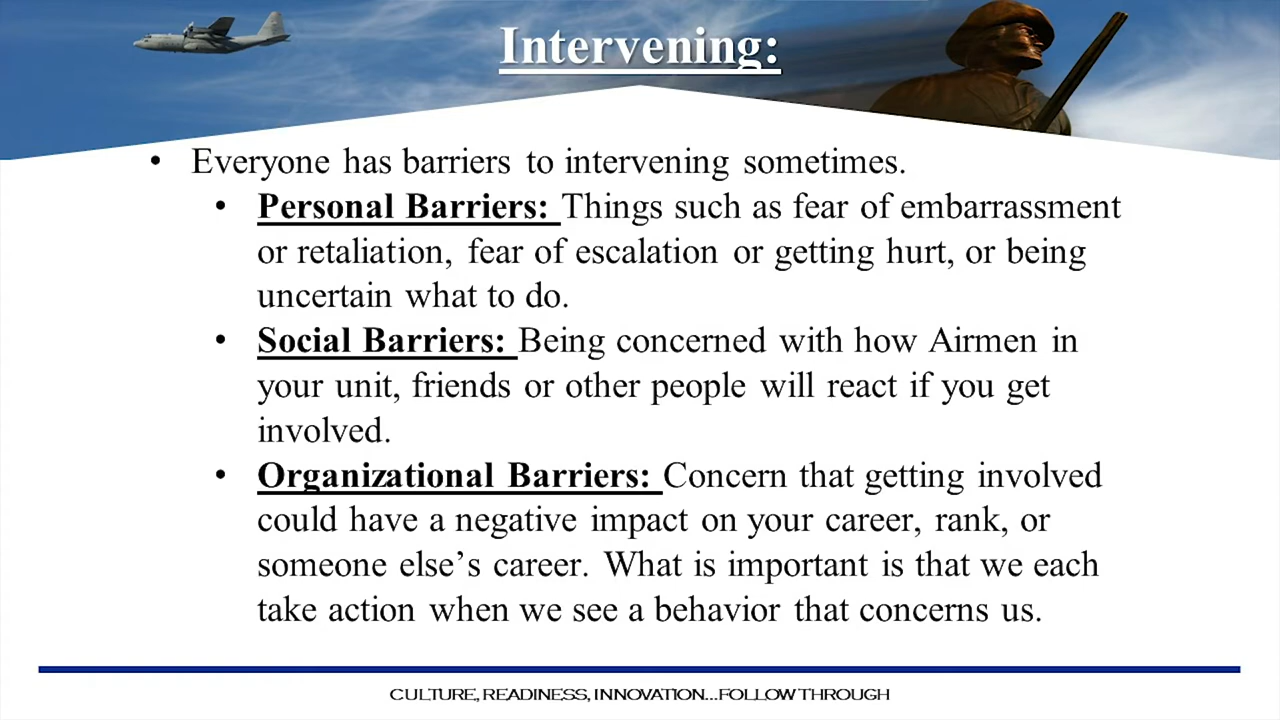 Intervening:
• Everyone has barriers to intervening sometimes.
• Personal Barriers: Things such as fear of embarrassment
or retaliation, fear of escalation or getting hurt, or being
uncertain what to do.
• Social Barriers: Being concerned with how Airmen in
your unit, friends or other people will react if you get
involved.
• Organizational Barriers: Concern that getting involved
could have a negative impact on your career, rank, or
someone else’s career. What is important is that we each
take action when we see a behavior that concerns us.
CULTURE, READINESS, INNOVATION...FOLLOW THROUGH